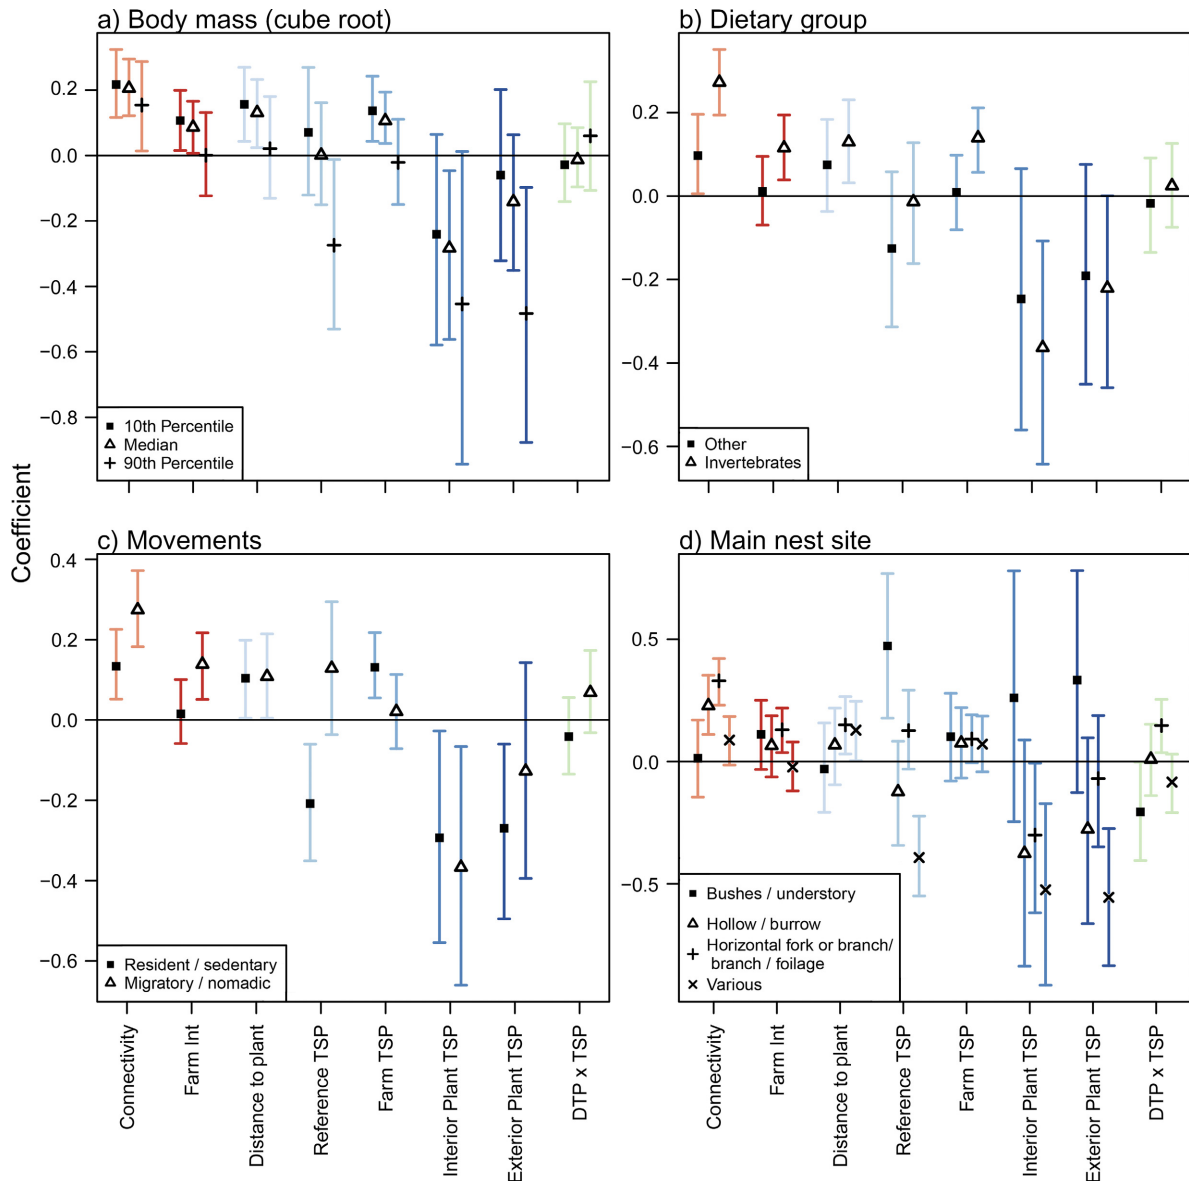 a) Body mass (cube root)
0.2
0.0
−0.2
−0.4
−0.6
−0.8
10th Percentile
Median
90th Percentile
b) Dietary group
0.2
0.0
−0.2
−0.4
−0.6
Other
Invertebrates
Coefficient
c) Movements
0.4
0.2
0.0
−0.2
−0.4
−0.6
Resident / sedentary
Migratory / nomadic
Connectivity
Farm Int
Distance to plant
Reference TSP
Farm TSP
Interior Plant TSP
Exterior Plant TSP
DTP x TSP
d) Main nest site
0.5
0.0
−0.5
Bushes / understory
Hollow / burrow
Horizontal fork or branch/
branch / foilage
Various
Connectivity
Farm Int
Distance to plant
Reference TSP
Farm TSP
Interior Plant TSP
Exterior Plant TSP
DTP x TSP